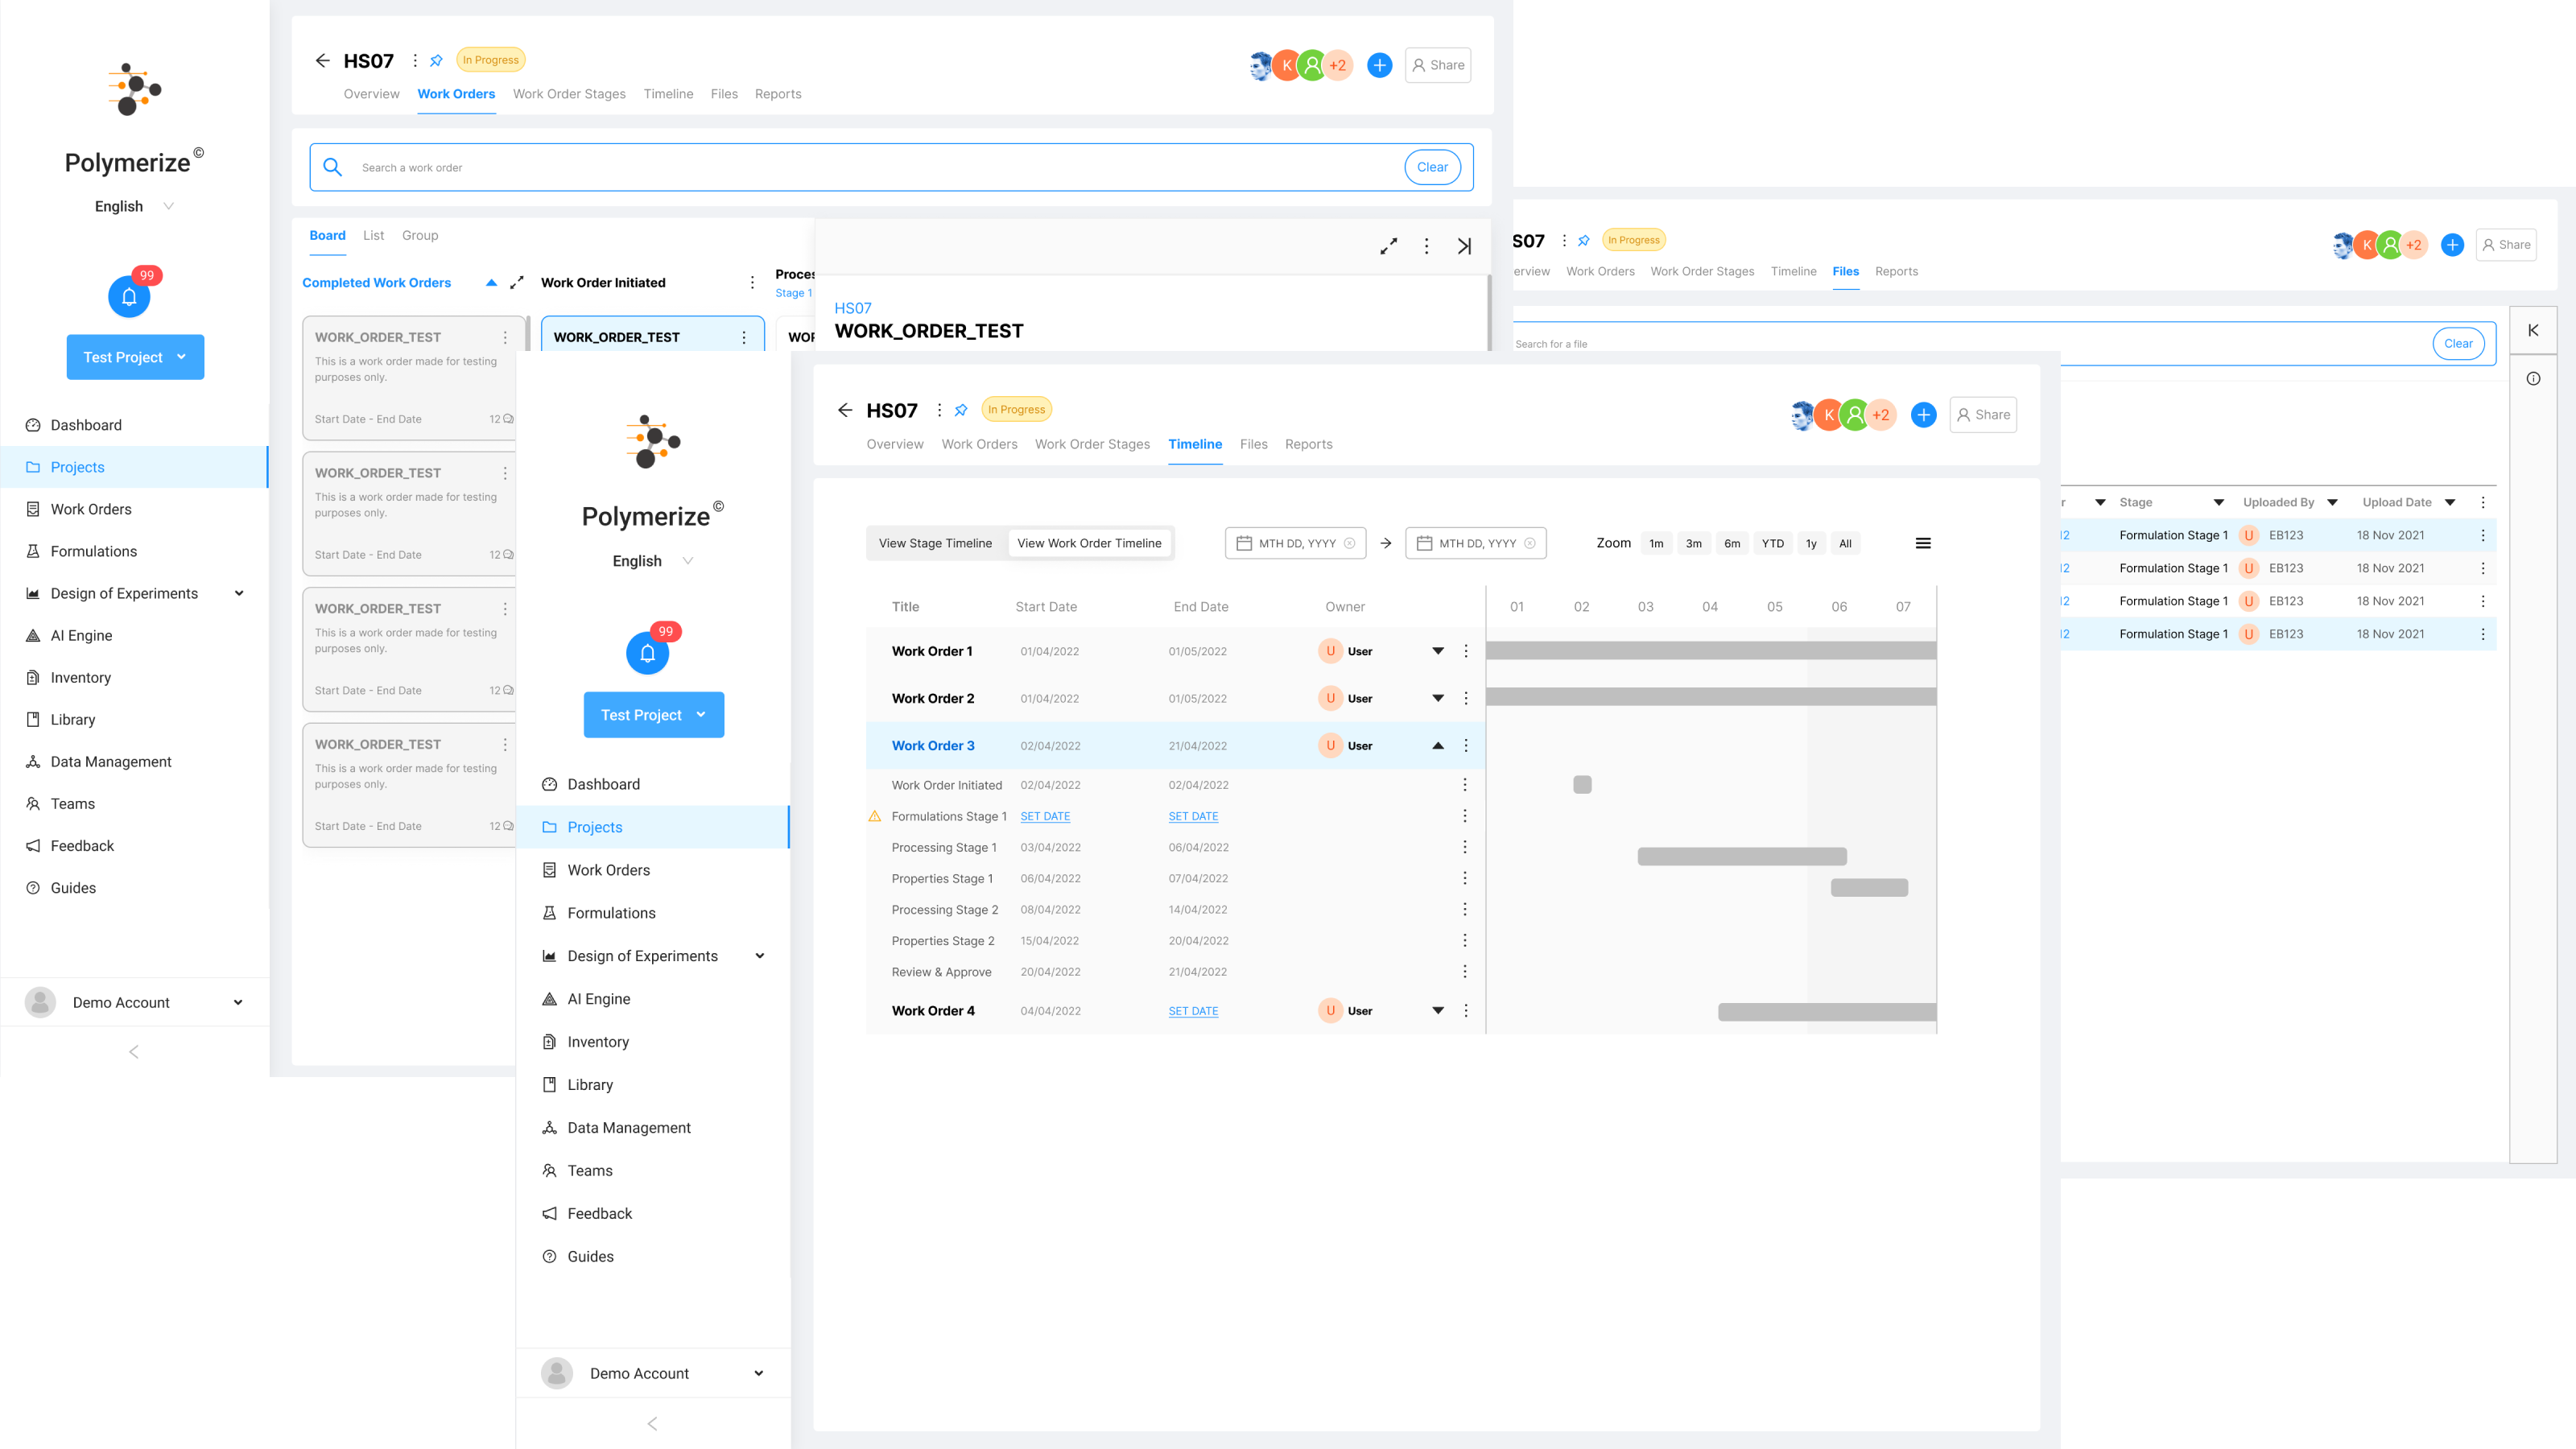 Polymerize ©
English
99
Test Project
Dashboard
Projects
Work Orders
Formulations
Design of Experiments
AI Engine
Inventory
Library
Data Management
Teams
Feedback
Guides
Demo Account
HS07
In Progress
K
+2
Share
Overview
Work Orders
Work Order Stages
Timeline
Files
Reports
Search a work order
Clear
Board
List
Group
Completed Work Orders
Work Order Initiated
Stage 1
WORK_ORDER_TEST
This is a work order made for testing
purposes only.
Start Date - End Date
12
WORK_ORDER_TEST
This is a work order made for testing
purposes only.
Start Date - End Date
12
WORK_ORDER_TEST
This is a work order made for testing
purposes only.
Start Date - End Date
12
WORK_ORDER_TEST
This is a work order made for testing
purposes only.
Start Date - End Date
12
WORK_ORDER_TEST
HS07
WORK_ORDER_TEST
Polymerize ©
English
99
Test Project
Dashboard
Projects
Work Orders
Formulations
Design of Experiments
AI Engine
Inventory
Library
Data Management
Teams
Feedback
Guides
Demo Account
HS07
In Progress
K
+2
Share
Overview
Work Orders
Work Order Stages
Timeline
Files
Reports
View Stage Timeline
View Work Order Timeline
MTH DD, YYYY
MTH DD, YYYY
Zoom
1m
3m
6m
YTD
1y
All
Title Start Date End Date Owner 01 02 03 04 05 06 07
Work Order 1 01/04/2022 01/05/2022 U User
Work Order 2 01/04/2022 01/05/2022 U User
Work Order 3 02/04/2022 21/04/2022 U User
Work Order Initiated 02/04/2022 02/04/2022
Formulations Stage 1 SET DATE SET DATE
Processing Stage 1 03/04/2022 06/04/2022
Properties Stage 1 06/04/2022 07/04/2022
Processing Stage 2 08/04/2022 14/04/2022
Properties Stage 2 15/04/2022 20/04/2022
Review & Approve 20/04/2022 21/04/2022
Work Order 4 04/04/2022 SET DATE U User
S07
In Progress
K
+2
Share
erview
Work Orders
Work Order Stages
Timeline
Files
Reports
Search for a file
Clear
r Stage Uploaded By Upload Date
12 Formulation Stage 1 U EB123 18 Nov 2021
12 Formulation Stage 1 U EB123 18 Nov 2021
12 Formulation Stage 1 U EB123 18 Nov 2021
12 Formulation Stage 1 U EB123 18 Nov 2021